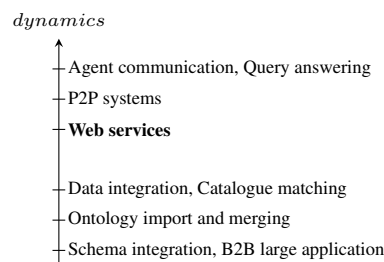 dynamics
Agent communication, Query answering
P2P systems
Web services
Data integration, Catalogue matching
Ontology import and merging
Schema integration, B2B large application